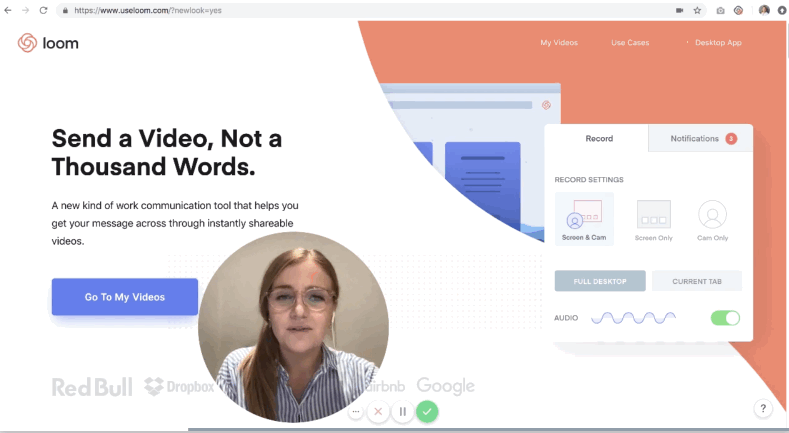 https://www.useloom.com/?newlook=yes
loom
My Videos
Use Cases
Desktop App
Send a Video, Not a
Thousand Words.
A new kind of work communication tool that helps you
get your message across through instantly shareable
videos.
Go To My Videos
Record
Notifications 3
RECORD SETTINGS
Screen & Cam
Screen Only
Cam Only
FULL DESKTOP
CURRENT TAB
AUDIO
Red Bull
Dropbox
airbnb
Google
?